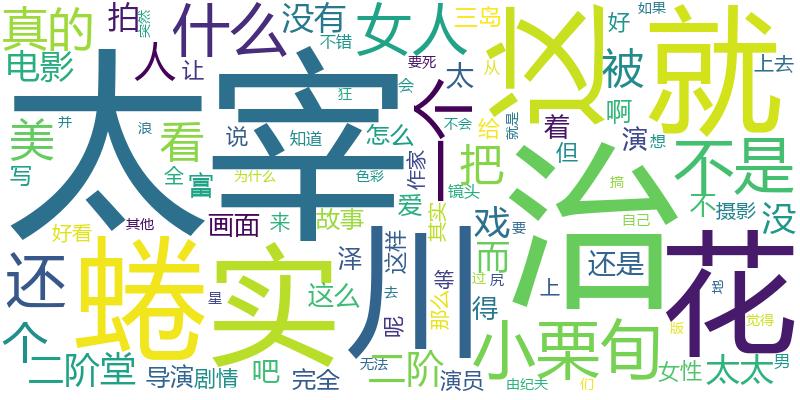 真的
拍
突然
什么
没有
不错
女人
三岛
好
如果
电影
人
让
狂
要死
会
太
从
汉
被
就
上去
太宰
个
美
并
浪
看
说
知道
怎么
不会
给
就是
着
啊
演
但
想
不是
写
全
富
为什么
色彩
爱
作家
镜头
把
治
搞
自己
不
摄影
没
好看
其他
画面
来
故事
其实
戏
而
要
还是
花
还
蜷
实
川
泽
这样
等
尻
过
上
这么
去
呢
那么
得
版
觉得
个
二阶堂
星
导演
剧情
吧
完全
无法
二阶
演员
小栗旬
由纪夫
们
女性
太太
男